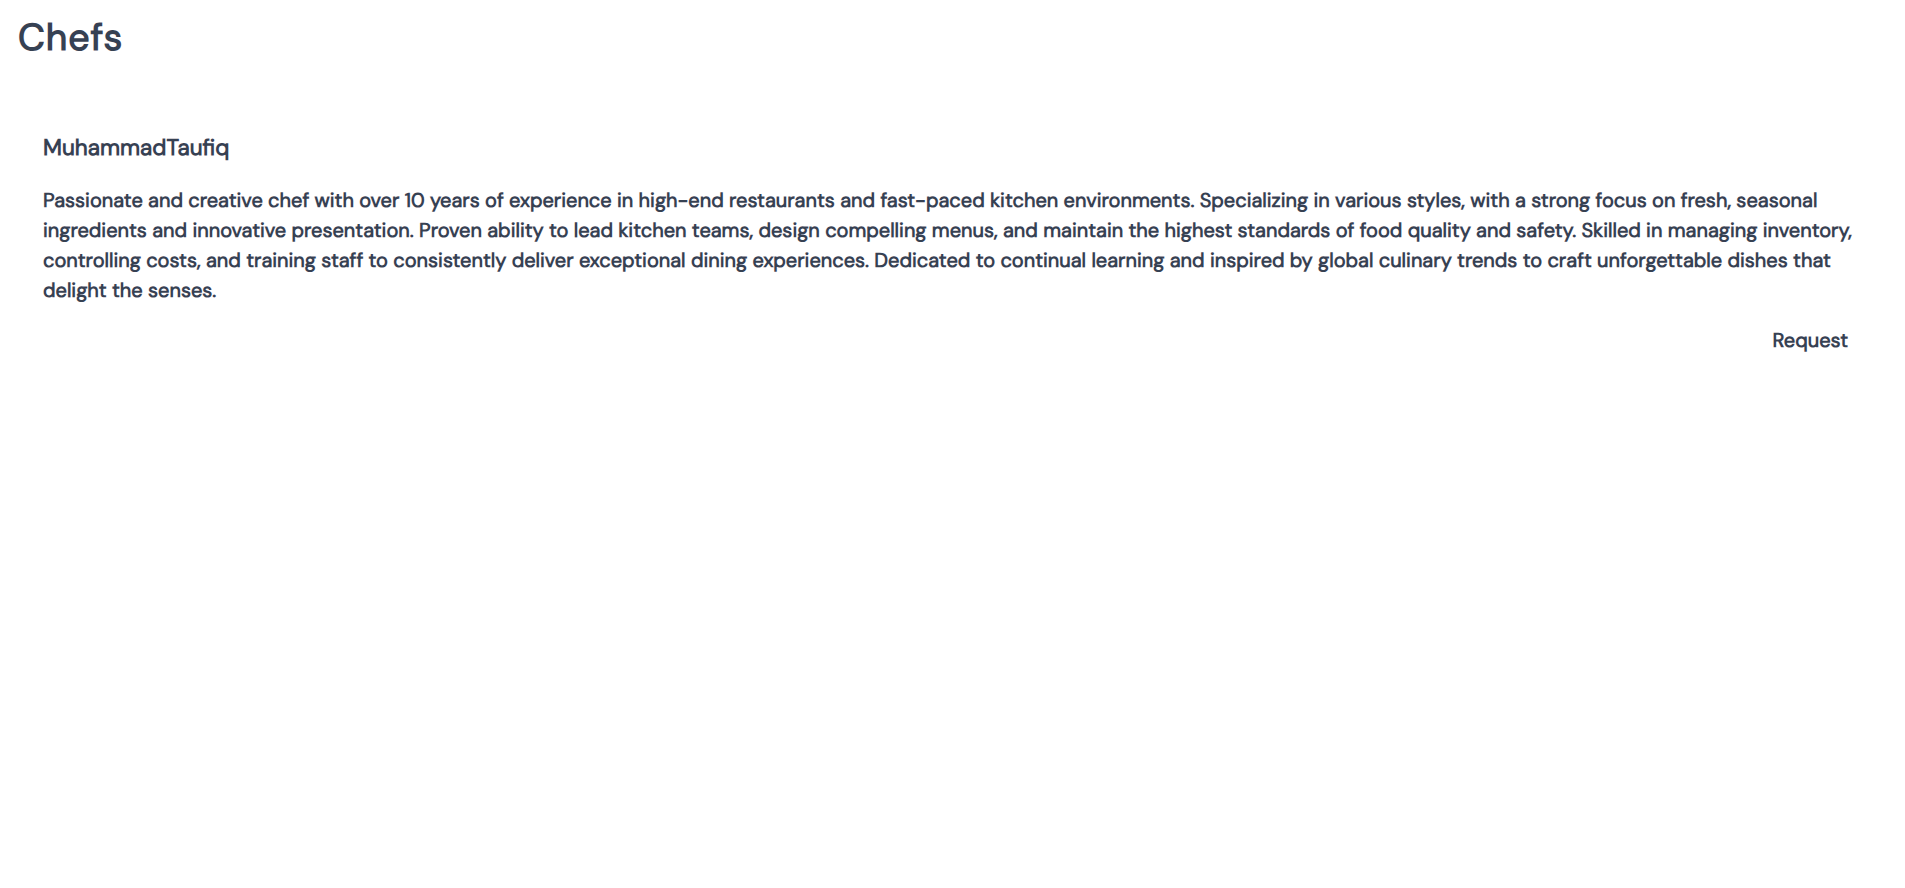 Chefs
MuhammadTaufiq
Passionate and creative chef with over 10 years of experience in high-end restaurants and fast-paced kitchen environments. Specializing in various styles, with a strong focus on fresh, seasonal
ingredients and innovative presentation. Proven ability to lead kitchen teams, design compelling menus, and maintain the highest standards of food quality and safety. Skilled in managing inventory,
controlling costs, and training staff to consistently deliver exceptional dining experiences. Dedicated to continual learning and inspired by global culinary trends to craft unforgettable dishes that
delight the senses.
Request